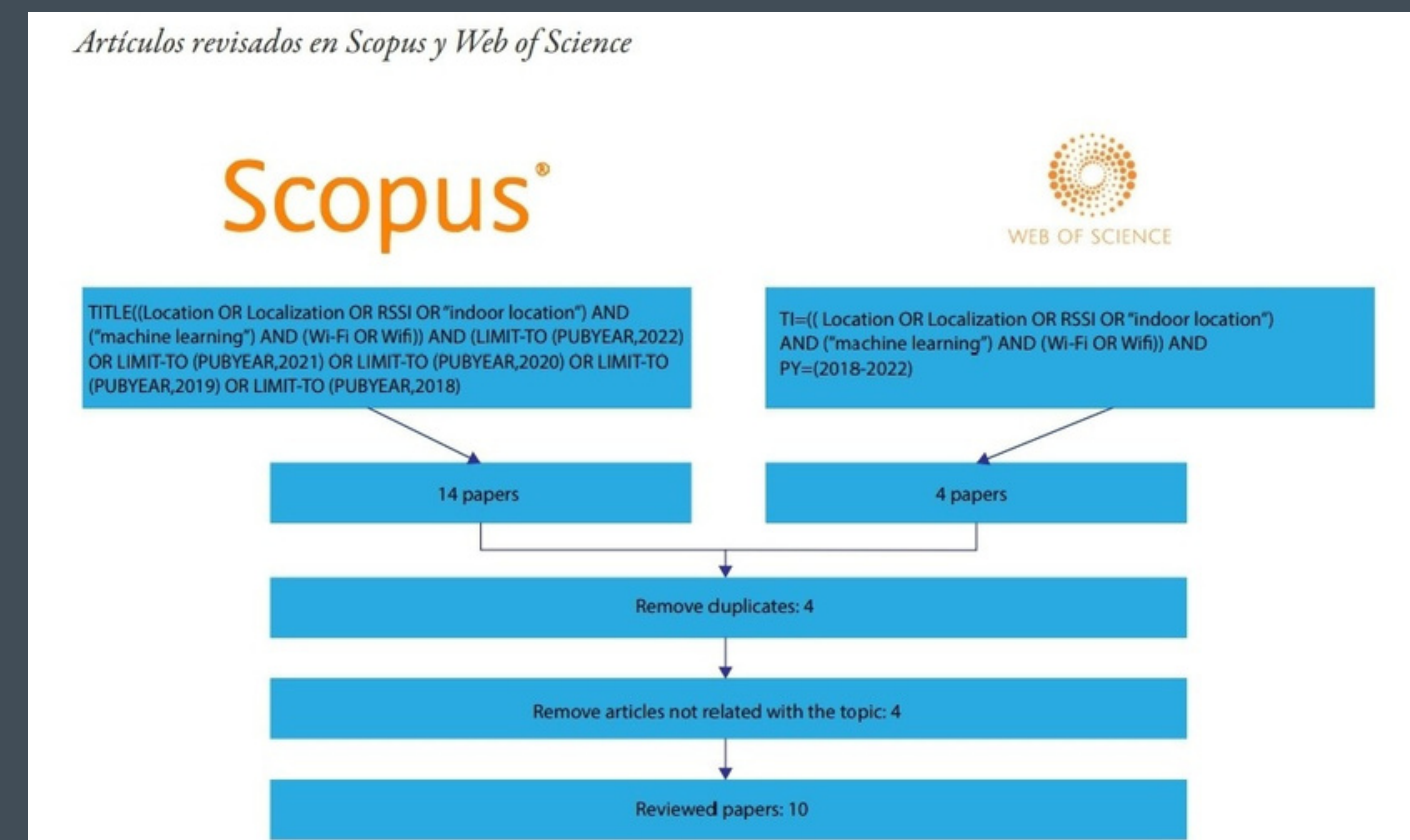 Artículos revisados en Scopus y Web of Science
Scopus®
WEB OF SCIENCE
TITLE((Location OR Localization OR RSSI OR "indoor location") AND
("machine learning") AND (Wi-Fi OR Wifi)) AND (LIMIT-TO (PUBYEAR,2022)
OR LIMIT-TO (PUBYEAR,2021) OR LIMIT-TO (PUBYEAR,2020) OR LIMIT-TO
(PUBYEAR,2019) OR LIMIT-TO (PUBYEAR,2018)
TI=(( Location OR Localization OR RSSI OR "indoor location")
AND ("machine learning") AND (Wi-Fi OR Wifi)) AND
PY=(2018-2022)
14 papers
4 papers
Remove duplicates: 4
Remove articles not related with the topic: 4
Reviewed papers: 10